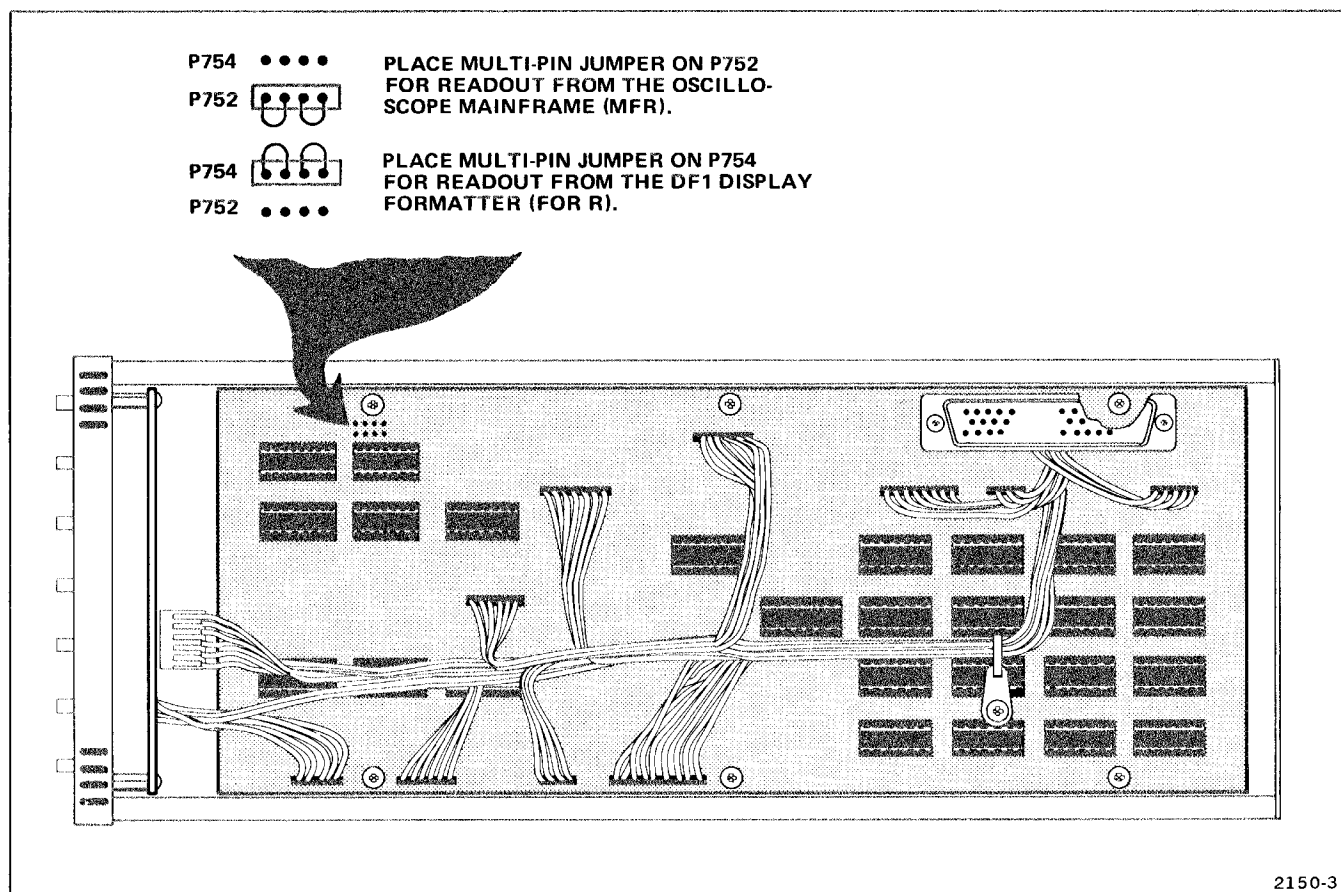 P754
PLACE MULTI-PIN JUMPER ON P752
FOR READOUT FROM THE OSCILLO-
P752
SCOPE MAINFRAME (MFR).
PLACE MULTI-PIN JUMPER ON P754
P754
FOR READOUT FROM THE DF1 DISPLAY
P752
FORMATTER (FOR R).
2150-3